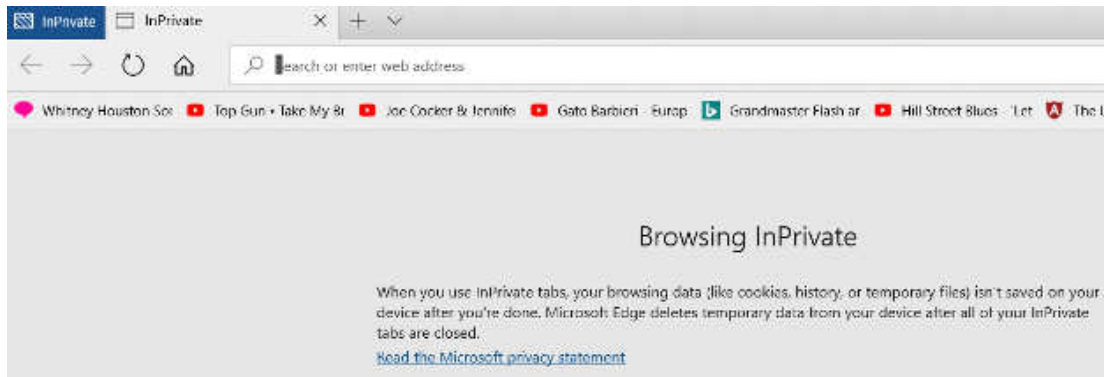 InPrivate InPrivate
Search or enter web address
Whitney Houston Top Gun • Take My Br Joe Cocker & Jennife Gato Barbieri - Europ Grandmaster Flash ar Hill Street Blues - 'Let The
Browsing InPrivate
When you use InPrivate tabs, your browsing data (like cookies, history, or temporary files) isn't saved on your
device after you're done. Microsoft Edge deletes temporary data from your device after all of your InPrivate
tabs are closed.
Read the Microsoft privacy statement